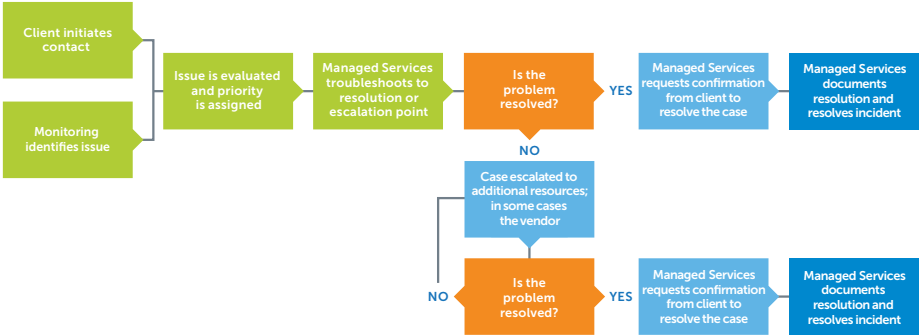 Client initiates
contact
Monitoring
identifies issue
Issue is evaluated
and priority
is assigned
Managed Services
troubleshoots to
resolution or
escalation point
Is the
problem
resolved?
YES
Managed Services
requests confirmation
from client to
resolve the case
Managed Services
documents
resolution and
resolves incident
NO
Case escalated to
additional resources;
in some cases
the vendor
NO
Is the
problem
resolved?
YES
Managed Services
requests confirmation
from client to
resolve the case
Managed Services
documents
resolution and
resolves incident